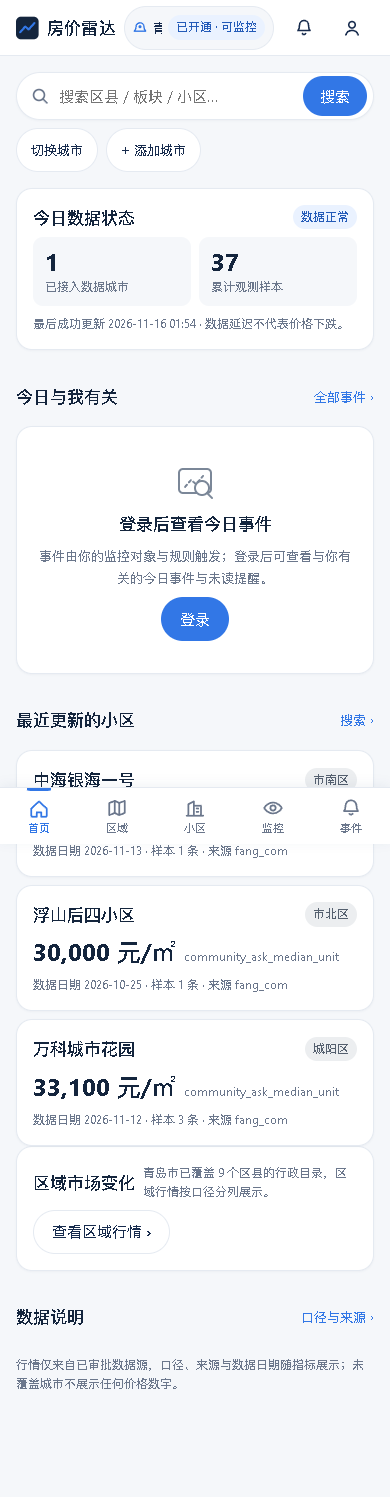 房价雷达
已开通 · 可监控
搜索区县 / 板块 / 小区...
搜索
切换城市
+ 添加城市
今日数据状态
数据正常
1
已接入数据城市
37
累计观测样本
最后成功更新 2026-11-16 01:54 · 数据延迟不代表价格下跌。
今日与我有关
全部事件 ›
登录后查看今日事件
事件由你的监控对象与规则触发；登录后可查看与你有
关的今日事件与未读提醒。
登录
最近更新的小区
搜索 ›
中海银海一号
市南区
首页
区域
小区
监控
事件
数据日期 2026-11-13 · 样本 1 条 · 来源 fang_com
浮山后四小区
市北区
30,000 元/㎡ community_ask_median_unit
数据日期 2026-10-25 · 样本 1 条 · 来源 fang_com
万科城市花园
城阳区
33,100 元/㎡ community_ask_median_unit
数据日期 2026-11-12 · 样本 3 条 · 来源 fang_com
区域市场变化
青岛市已覆盖 9 个区县的行政目录，区
域行情按口径分列展示。
查看区域行情 ›
数据说明
口径与来源 ›
行情仅来自已审批数据源，口径、来源与数据日期随指标展示；未
覆盖城市不展示任何价格数字。